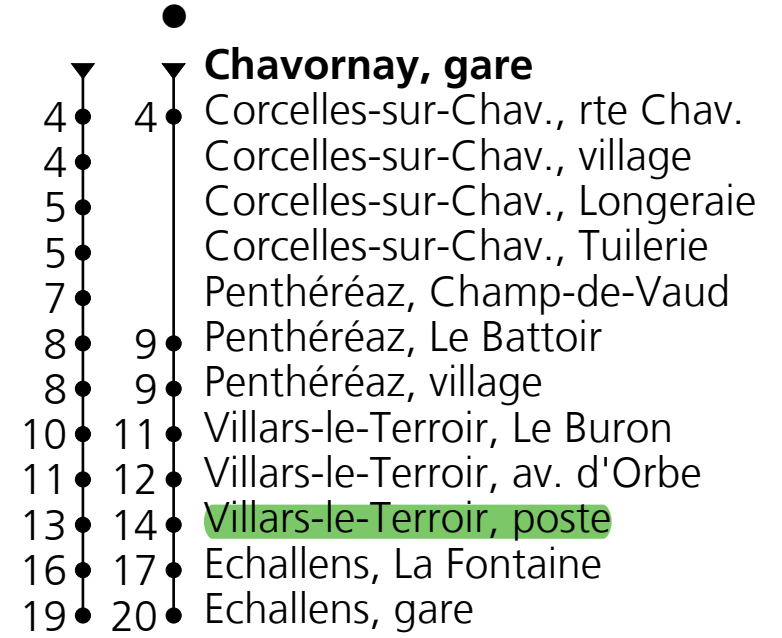 Chavornay, gare
4 4 Corcelles-sur-Chav., rte Chav.
4 Corcelles-sur-Chav., village
5 Corcelles-sur-Chav., Longeraie
5 Corcelles-sur-Chav., Tuilerie
7 Penthéréaz, Champ-de-Vaud
8 9 Penthéréaz, Le Battoir
8 9 Penthéréaz, village
10 11 Villars-le-Terroir, Le Buron
11 12 Villars-le-Terroir, av. d'Orbe
13 14 Villars-le-Terroir, poste
16 17 Echallens, La Fontaine
19 20 Echallens, gare